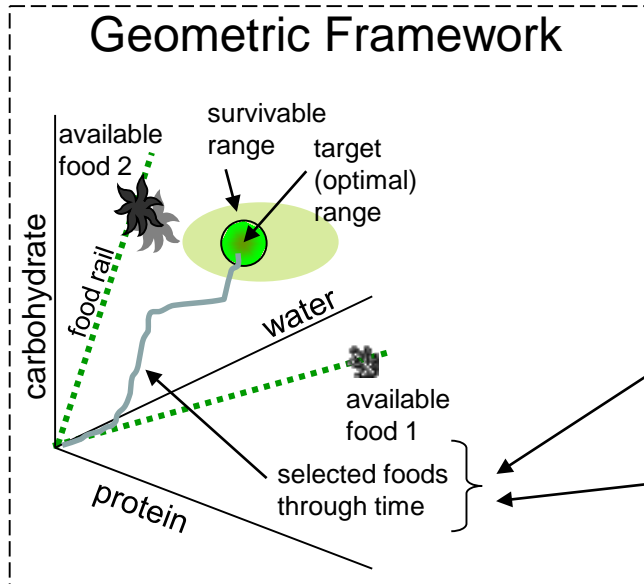 Geometric Framework
available
food 2
survivable
range
target
(optimal)
range
carbohydrate
food rail
water
available
food 1
selected foods
through time
protein